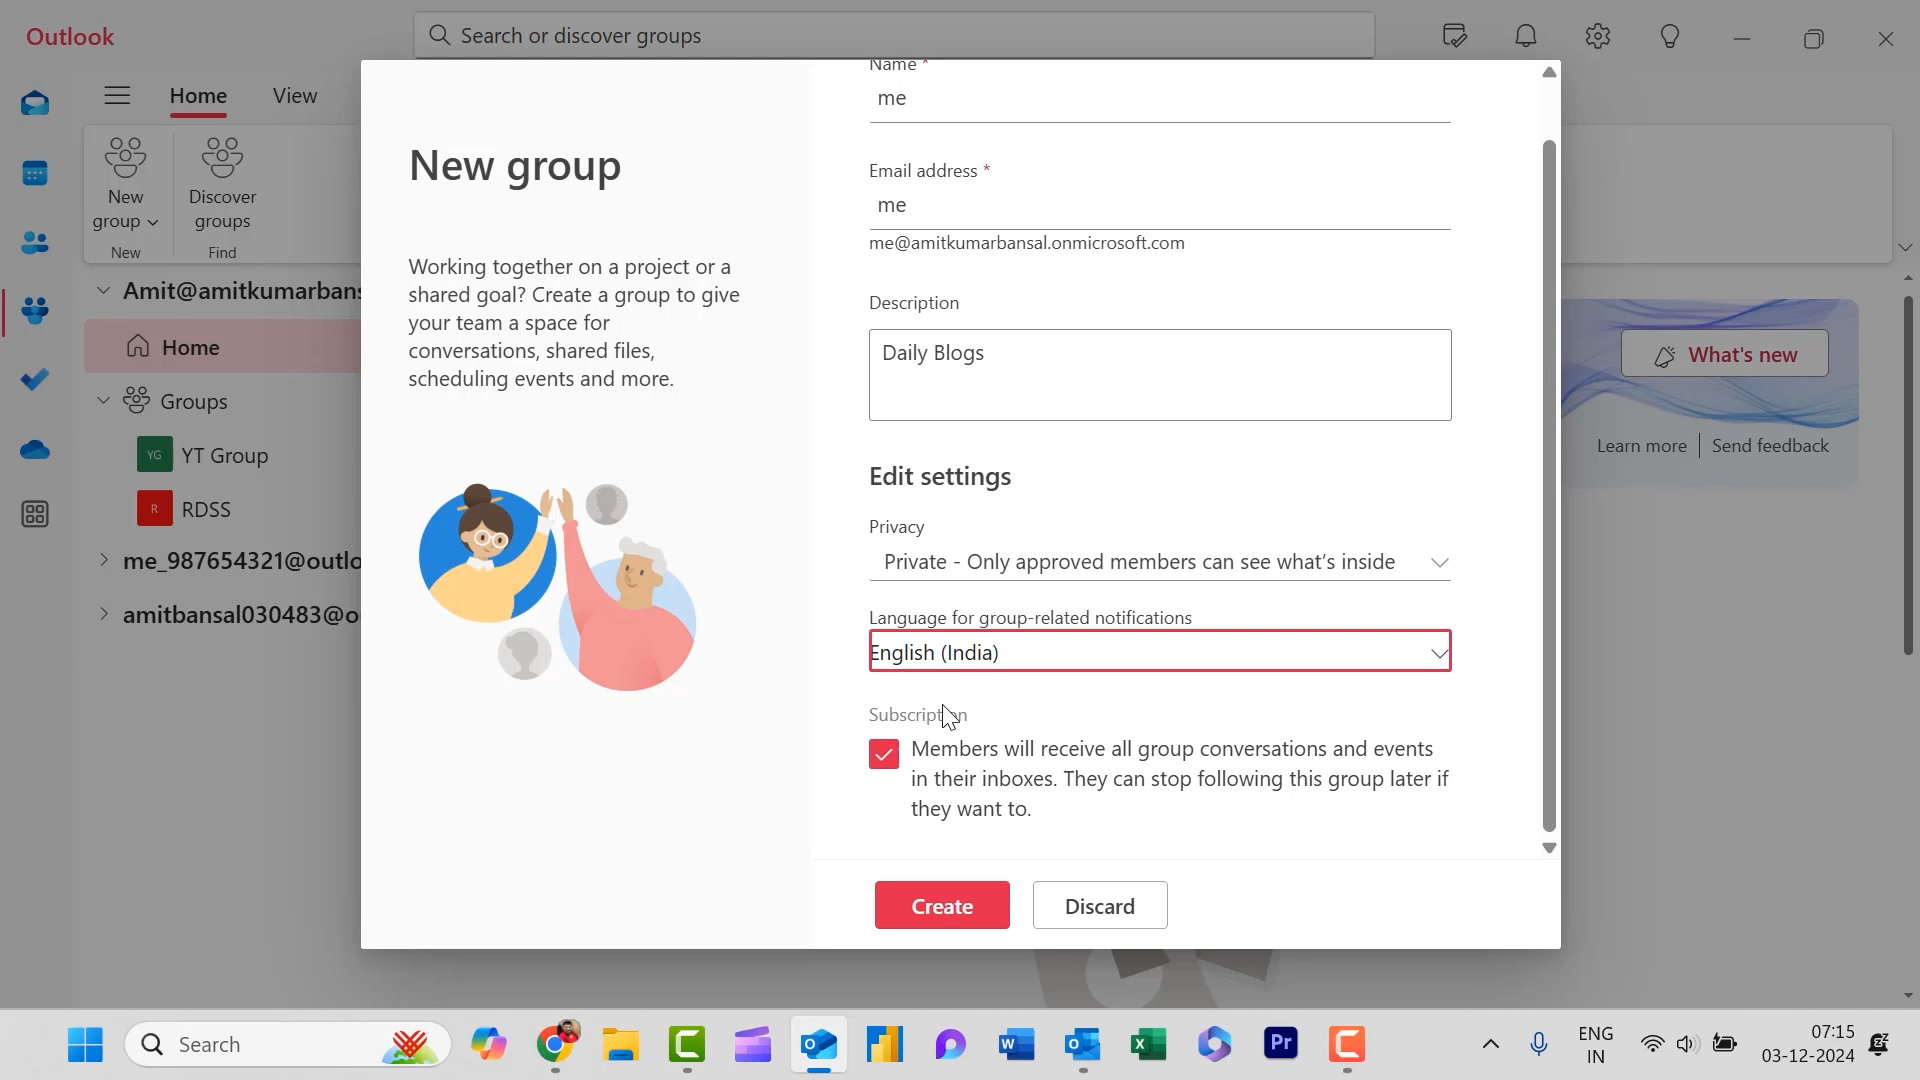 Outlook
Search or discover groups
Home
View
New
group
New
Discover
groups
Find
Amit@amitkumarbans
Home
Groups
YG
YT Group
R
RDSS
me_987654321@outlo
amitbansal030483@o
New group
Working together on a project or a
shared goal? Create a group to give
your team a space for
conversations, shared files,
scheduling events and more.
Name *
me
Email address *
me
me@amitkumarbansal.onmicrosoft.com
Description
Daily Blogs
Edit settings
Privacy
Private - Only approved members can see what's inside
Language for group-related notifications
English (India)
Subscription
Members will receive all group conversations and events
in their inboxes. They can stop following this group later if
they want to.
Create
Discard
What's new
Learn more
Send feedback
Search
Pr
ENG
IN
07:15
03-12-2024